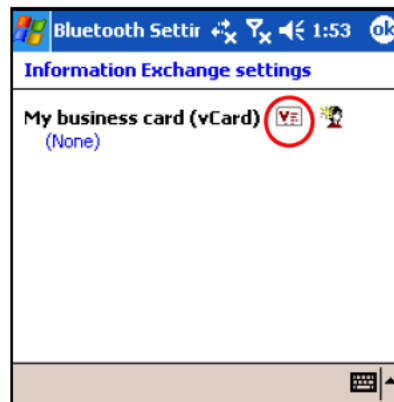 Bluetooth Settir 1:53 ok
Information Exchange settings
My business card (vCard)
(None)